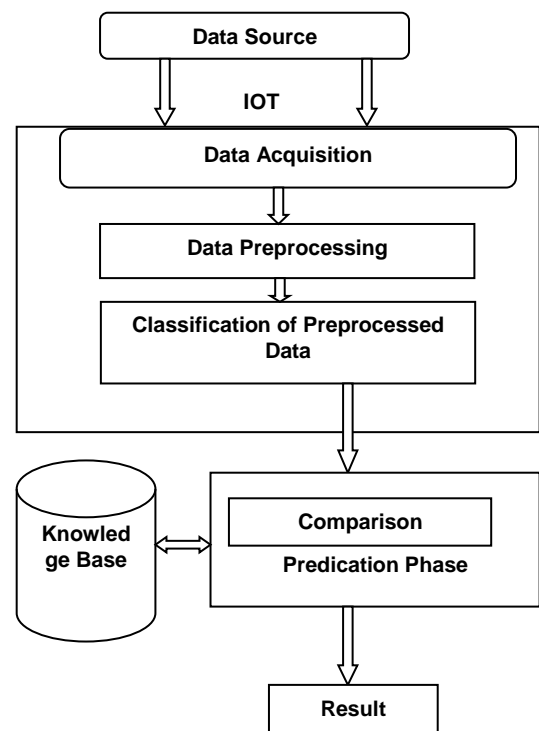 Data Source
IOT
Data Acquisition
Data Preprocessing
Classification of Preprocessed
Data
Knowled
ge Base
Comparison
Predication Phase
Result